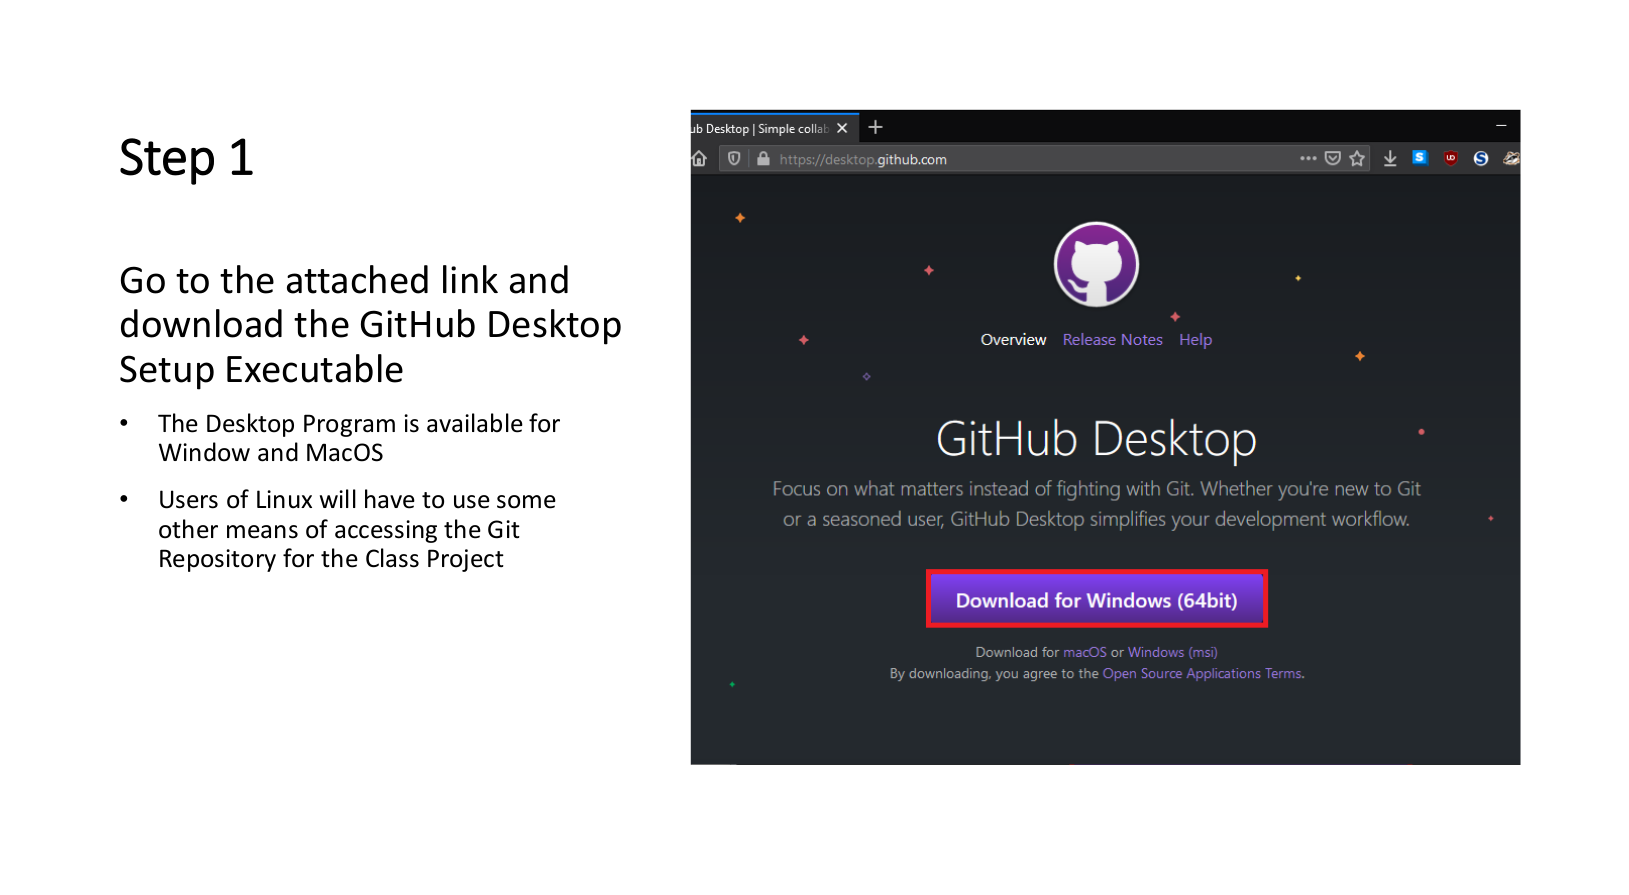 Step 1
Go to the attached link and
download the GitHub Desktop
Setup Executable
• The Desktop Program is available for
Window and MacOS
• Users of Linux will have to use some
other means of accessing the Git
Repository for the Class Project
ub Desktop | Simple collab
https://desktop.github.com
S
UD
S
Overview Release Notes Help
GitHub Desktop
Focus on what matters instead of fighting with Git. Whether you're new to Git
or a seasoned user, GitHub Desktop simplifies your development workflow.
Download for Windows (64bit)
Download for macOS or Windows (msi)
By downloading, you agree to the Open Source Applications Terms.